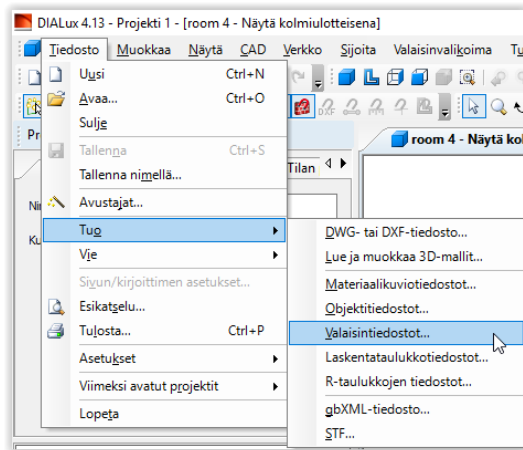 DIALux 4.13 - Projekti 1 - [room 4 - Näytä kolmiulotteisena]
Tiedosto Muokkaa Näytä CAD Verkko Sijoita Valaisinvalikoima
Uusi Ctrl+N
Avaa... Ctrl+O
Sulje
Tallenna Ctrl+S
Tallenna nimellä...
Avustajat...
Tuo
Vie
Sivun/kirjoittimen asetukset...
Esikatselu...
Tulosta... Ctrl+P
Asetukset
Viimeksi avatut projektit
Lopeta
DXF
room 4 - Näytä kol
Tilan
DWG- tai DXF-tiedosto...
Lue ja muokkaa 3D-mallit...
Materiaalikuviotiedostot...
Objektitiedostot...
Valaisintiedostot...
Laskentataulukkotiedostot...
R-taulukkojen tiedostot...
gbXML-tiedosto...
STF...